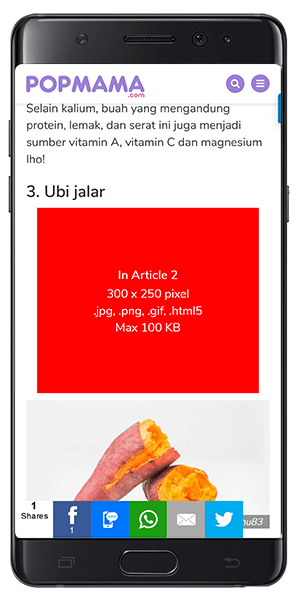 POPMAMA
.com
Selain kalium, buah yang mengandung
protein, lemak, dan serat ini juga menjadi
sumber vitamin A, vitamin C dan magnesium
lho!
3. Ubi jalar
In Article 2
300 x 250 pixel
.jpg, .png, .gif, .html5
Max 100 KB
1
Shares
1
SMS